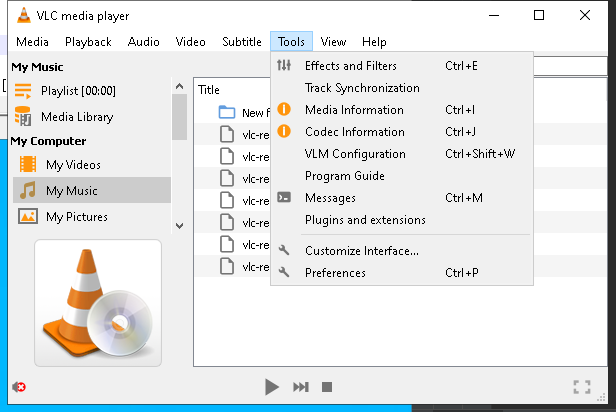 VLC media player
Media Playback Audio Video Subtitle Tools View Help
My Music
Playlist [00:00]
Media Library
My Computer
My Videos
My Music
My Pictures
Title
New f
vlc-re
vlc-re
vlc-re
vlc-re
vlc-re
vlc-re
vlc-re
Effects and Filters Ctrl+E
Track Synchronization
Media Information Ctrl+I
Codec Information Ctrl+J
VLM Configuration Ctrl+Shift+W
Program Guide
Messages Ctrl+M
Plugins and extensions
Customize Interface...
Preferences Ctrl+P